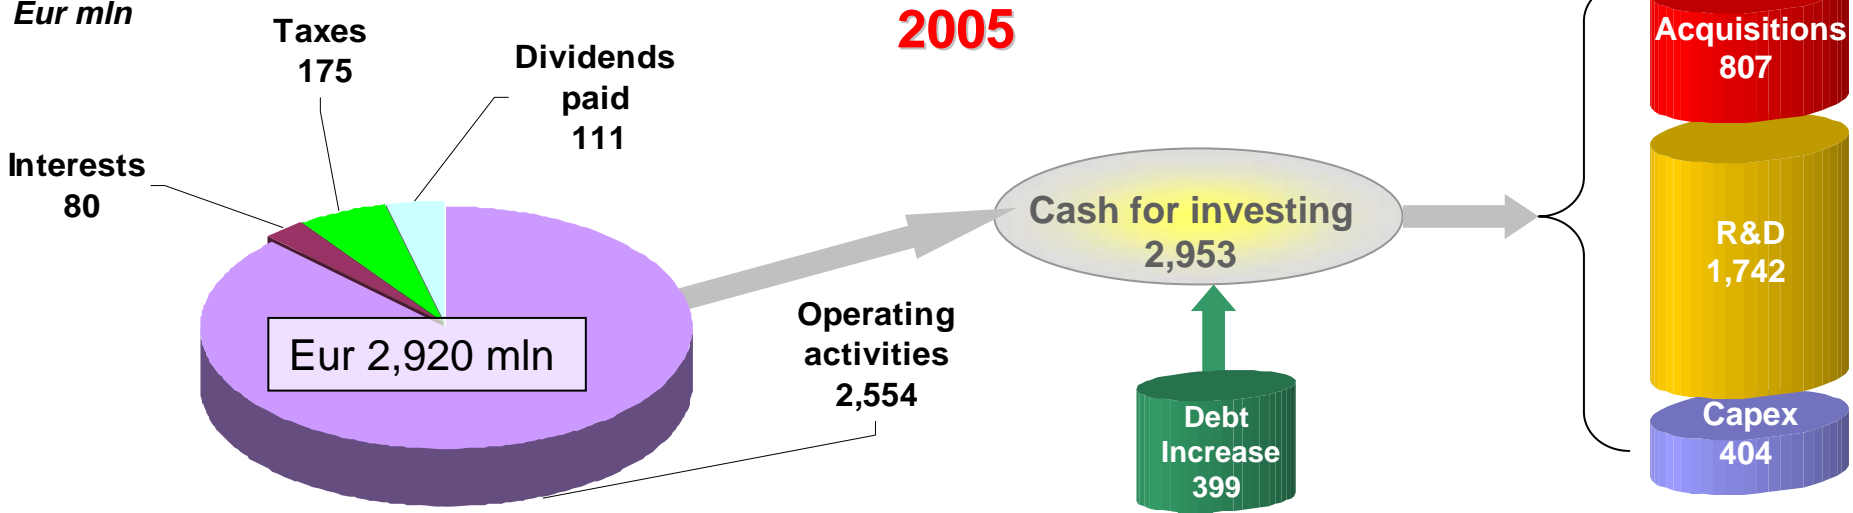 Eur mln
2005
Taxes
175
Dividends
paid
111
Interests
80
Eur 2,920 mln
Operating
activities
2,554
Cash for investing
2,953
Debt
Increase
399
Acquisitions
807
R&D
1,742
Capex
404